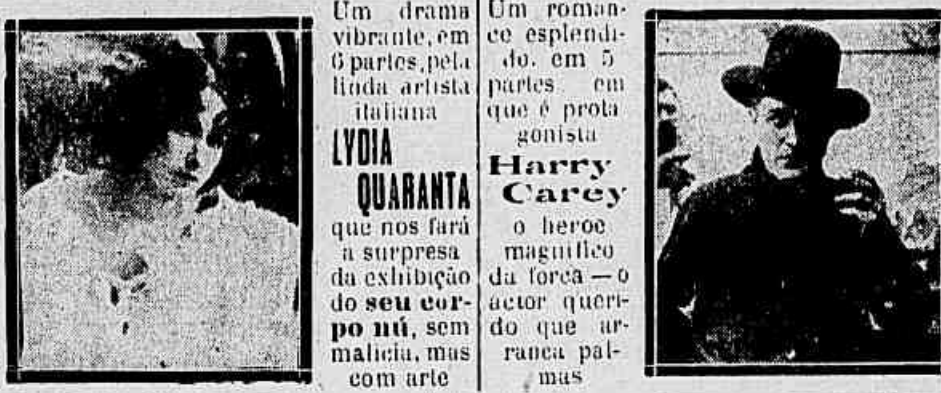 Um drama
vibrante, em
6 partes, pela
linda artista
italiana
LYDIA
QUARANTA
que nos fará
a surpresa
da exhibição
do seu cor-
po nú, sem
malicia, mas
com arte
Um roman-
ce esplendi-
do, em 5
partes em
que é prota
gonista
Harry
Carey
o heroe
magnifico
da força — o
actor queri-
do que ar-
ranca pal-
mas